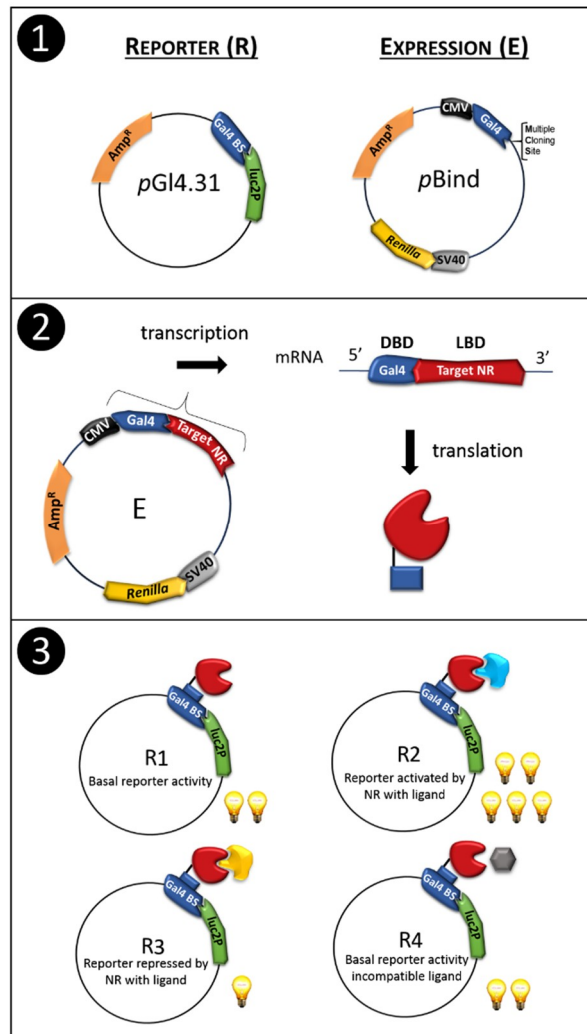 1
REPORTER (R)
EXPRESSION (E)
Amp^R
Gal4 BS
luc2P
pGl4.31
CMV
Gal4
Multiple
Cloning
Site
Amp^R
pBind
Renilla
SV40
2
transcription
mRNA
5’
DBD
LBD
3’
Gal4
Target NR
CMV
Gal4
Target NR
translation
Amp^R
E
SV40
Renilla
3
Gal4 BS
luc2P
R1
Basal reporter activity
Gal4 BS
luc2P
R2
Reporter activated by
NR with ligand
Gal4 BS
luc2P
R3
Reporter repressed by
NR with ligand
Gal4 BS
luc2P
R4
Basal reporter activity
incompatible ligand